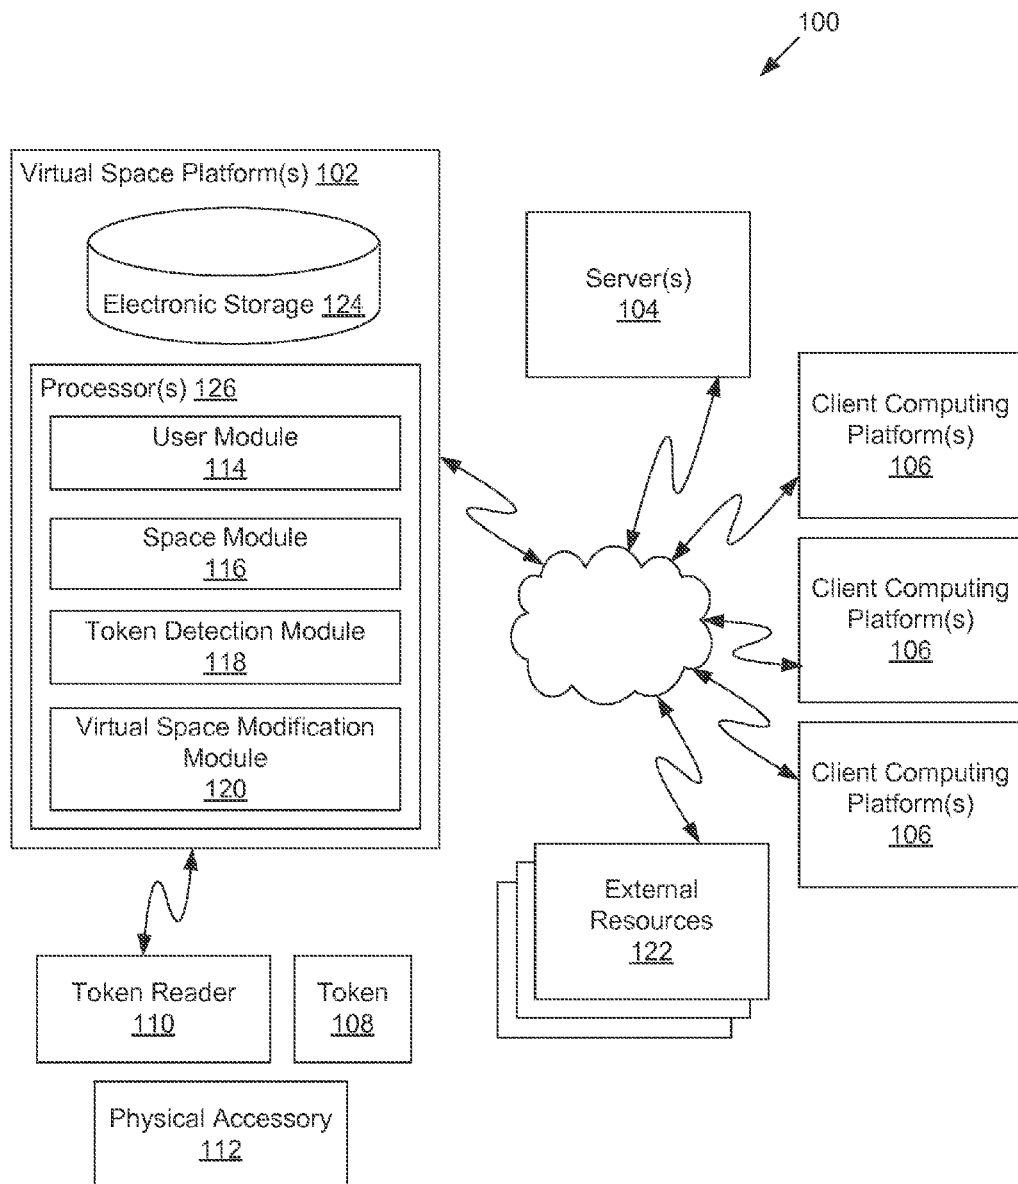 100
Virtual Space Platform(s) 102
Electronic Storage 124
Processor(s) 126
User Module
114
Space Module
116
Token Detection Module
118
Virtual Space Modification
Module
120
Server(s)
104
Client Computing
Platform(s)
106
Client Computing
Platform(s)
106
Client Computing
Platform(s)
106
External
Resources
122
Token Reader
110
Token
108
Physical Accessory
112